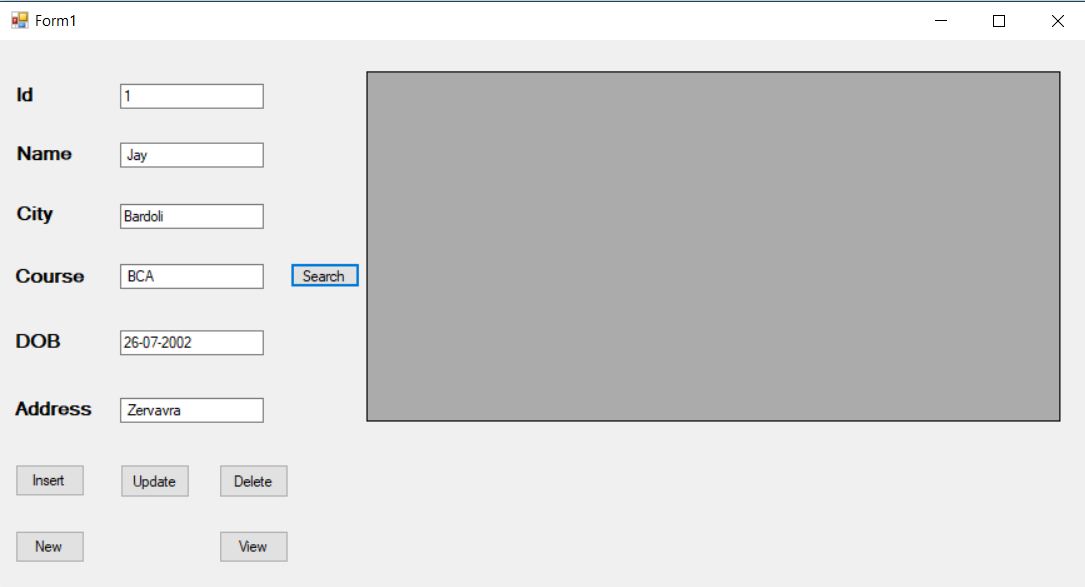 Form1
Id 1
Name Jay
City Bardoli
Course BCA Search
DOB 26-07-2002
Address Zervavra
Insert Update Delete
New View